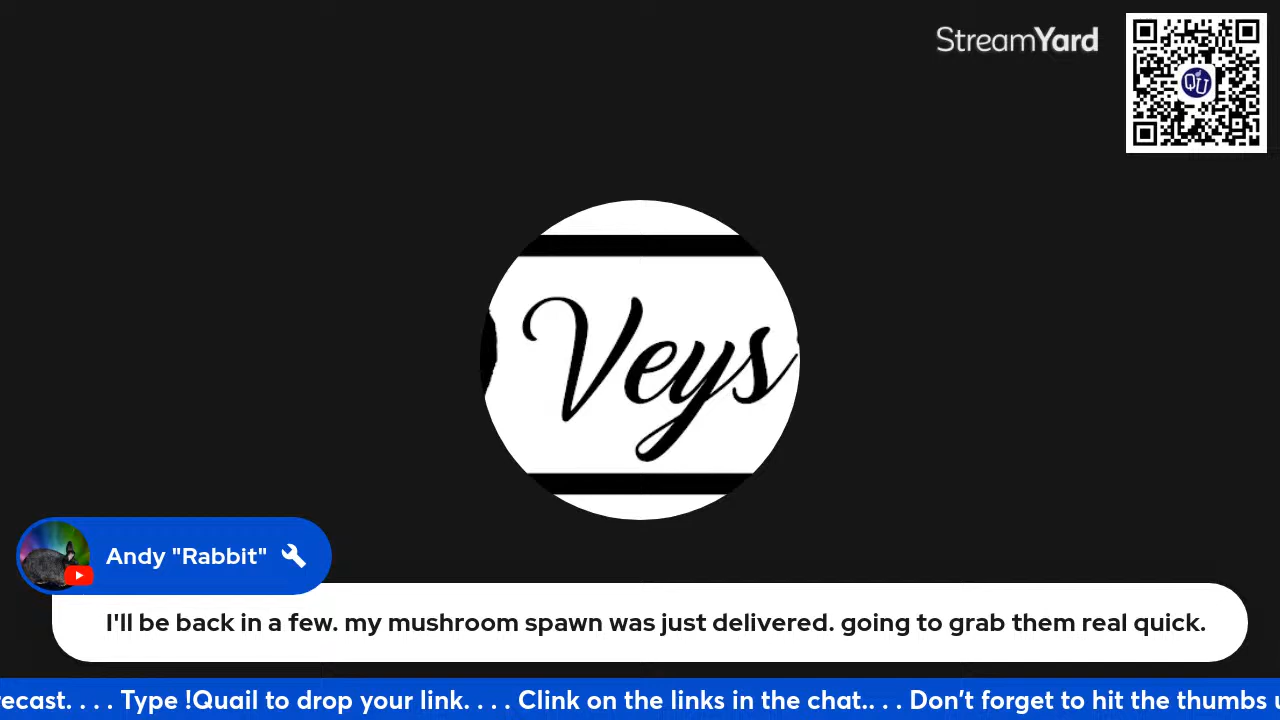 StreamYard
QU
Veys
Andy "Rabbit"
I'll be back in a few. my mushroom spawn was just delivered. going to grab them real quick.
recast. . . . Type !Quail to drop your link. . . . Clink on the links in the chat.. . . Don't forget to hit the thumbs u